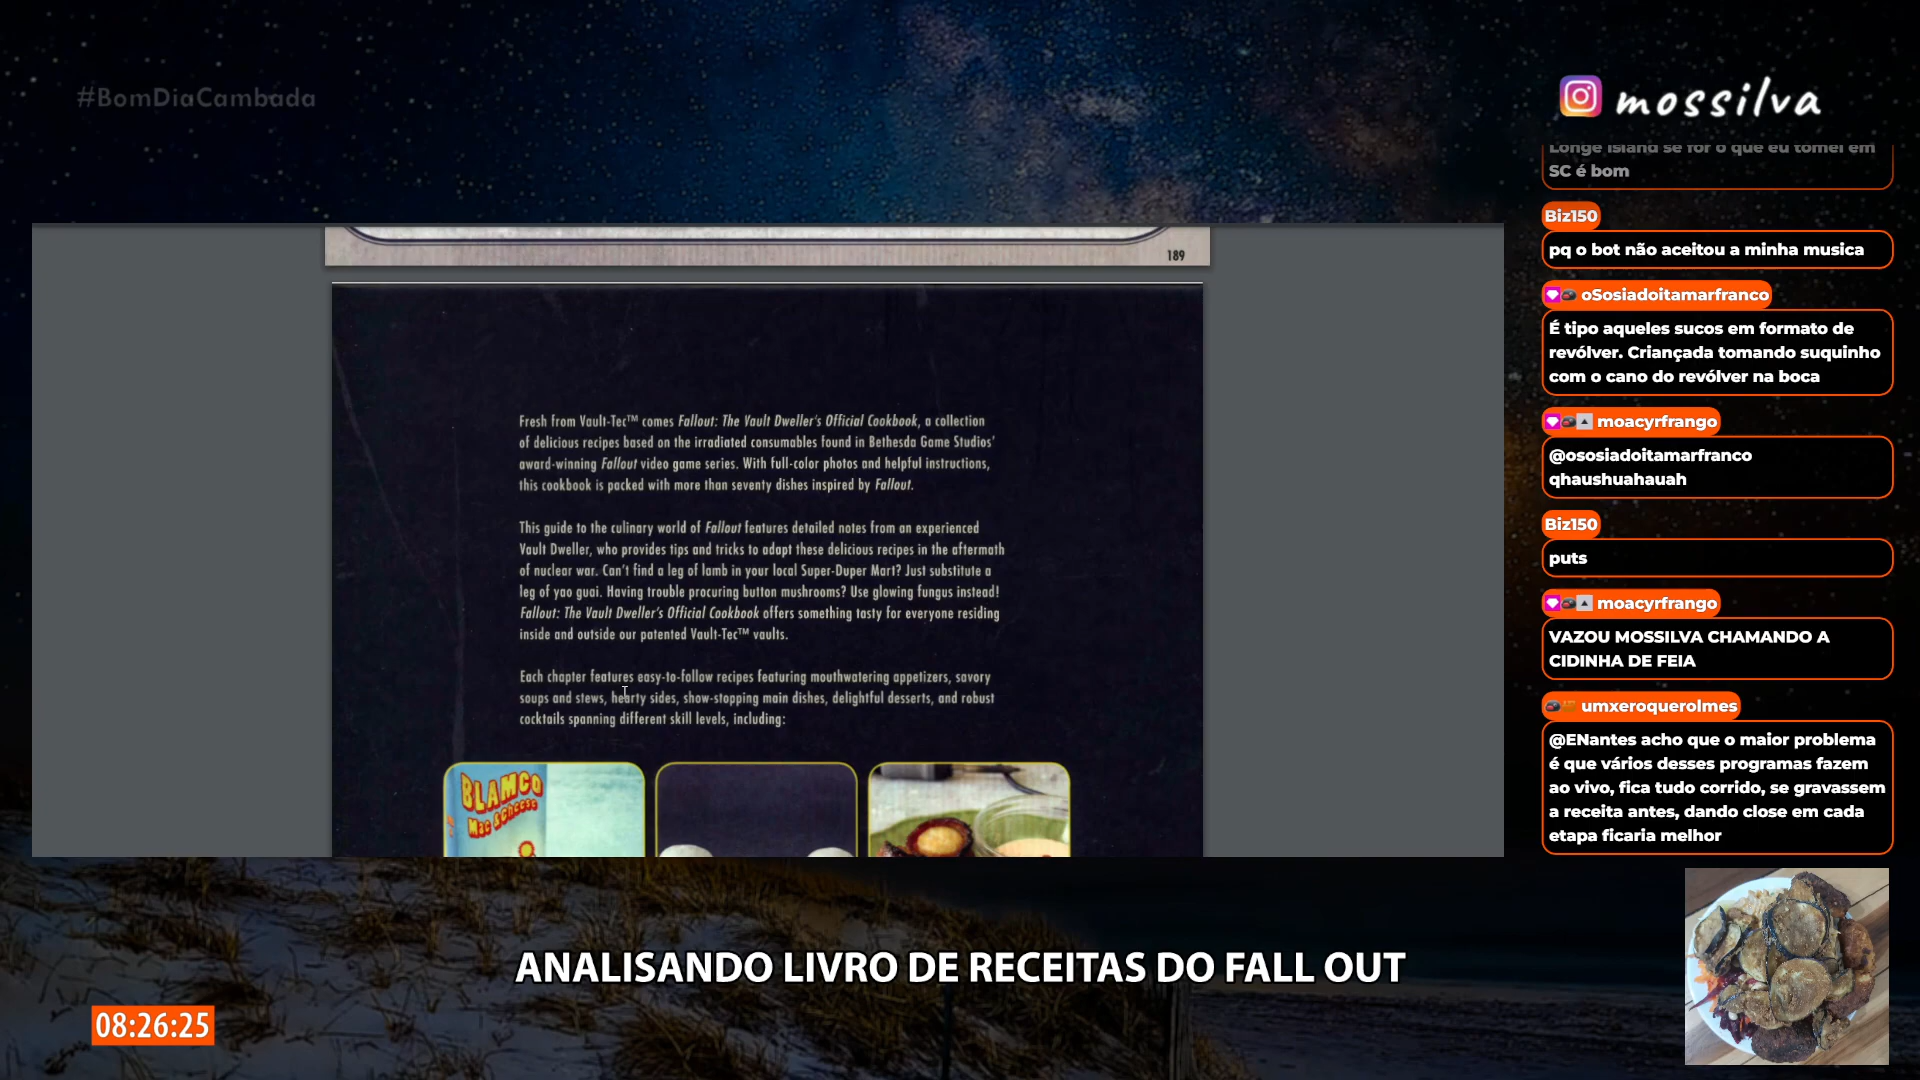 #BomDiaCambada
mossilva
Longe Island se for o que eu tomei em
SC é bom
Biz150
pq o bot não aceitou a minha musica
oSosiadoitamarfranco
É tipo aqueles sucos em formato de
revólver. Criançada tomando suquinho
com o cano do revólver na boca
moacyrfrango
@ososiadoitamarfranco
qhaushuahauah
Biz150
puts
moacyrfrango
VAZOU MOSSILVA CHAMANDO A
CIDINHA DE FEIA
umxeroquerolmes
@ENantes acho que o maior problema
é que vários desses programas fazem
ao vivo, fica tudo corrido, se gravassem
a receita antes, dando close em cada
etapa ficaria melhor
189
Fresh from Vault-Tec™ comes Fallout: The Vault Dweller's Official Cookbook, a collection
of delicious recipes based on the irradiated consumables found in Bethesda Game Studios'
award-winning Fallout video game series. With full-color photos and helpful instructions,
this cookbook is packed with more than seventy dishes inspired by Fallout.
This guide to the culinary world of Fallout features detailed notes from an experienced
Vault Dweller, who provides tips and tricks to adapt these delicious recipes in the aftermath
of nuclear war. Can't find a leg of lamb in your local Super-Duper Mart? Just substitute a
leg of yao guai. Having trouble procuring button mushrooms? Use glowing fungus instead!
Fallout: The Vault Dweller's Official Cookbook offers something tasty for everyone residing
inside and outside our patented Vault-Tec™ vaults.
Each chapter features easy-to-follow recipes featuring mouthwatering appetizers, savory
soups and stews, hearty sides, show-stopping main dishes, delightful desserts, and robust
cocktails spanning different skill levels, including:
BLAMCO
Mac & Cheese
ANALISANDO LIVRO DE RECEITAS DO FALL OUT
08:26:25